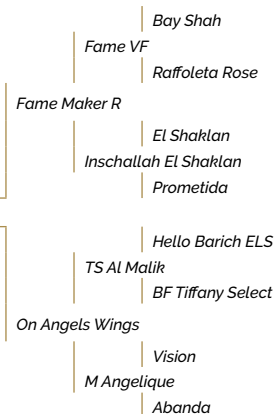 Bay Shah
Fame VF
Raffoleta Rose
Fame Maker R
El Shaklan
Inschallah El Shaklan
Prometida
Hello Barich ELS
TS Al Malik
BF Tiffany Select
On Angels Wings
Vision
M Angelique
Abanda